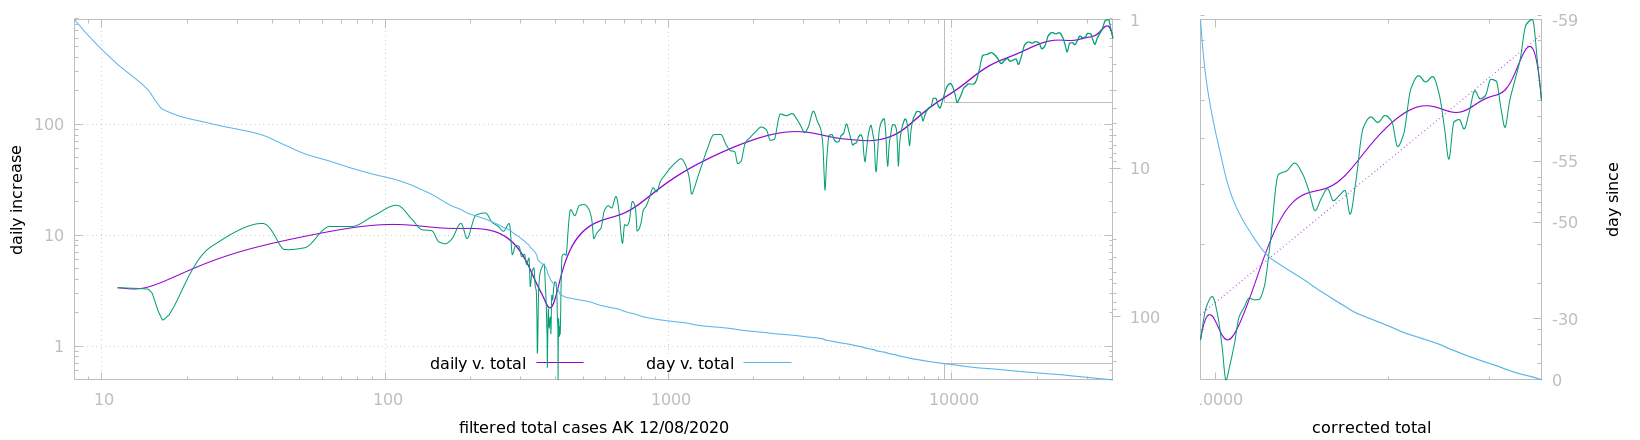 daily increase
100
10
1
10
100
1000
10000
filtered total cases AK 12/08/2020
daily v. total
day v. total
1
10
100
.0000
corrected total
-59
-55
-50
-30
0
day since